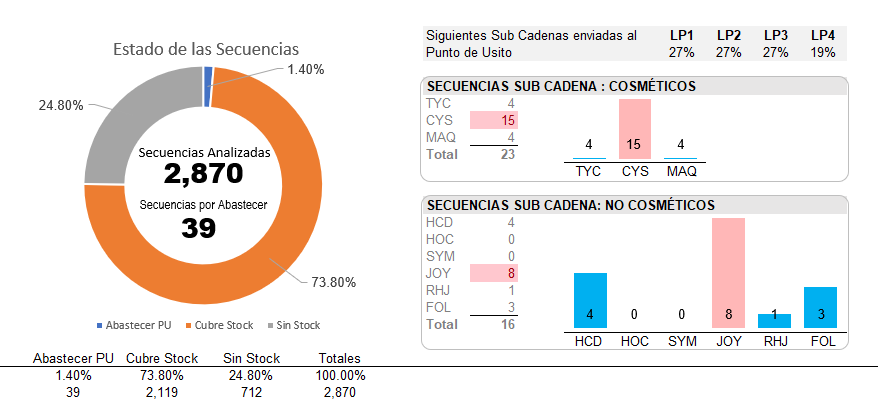 Estado de las Secuencias
1.40%
24.80%
Secuencias Analizadas
2,870
Secuencias por Abastecer
39
73.80%
Abastecer PU Cubre Stock Sin Stock
Abastecer PU Cubre Stock Sin Stock Totales
1.40% 73.80% 24.80% 100.00%
39 2,119 712 2,870
Siguientes Sub Cadenas enviadas al LP1 LP2 LP3 LP4
Punto de Usito 27% 27% 27% 19%
SECUENCIAS SUB CADENA : COSMÉTICOS
TYC 4
CYS 15
MAQ 4
Total 23
4 15 4
TYC CYS MAQ
SECUENCIAS SUB CADENA: NO COSMÉTICOS
HCD 4
HOC 0
SYM 0
JOY 8
RHJ 1
FOL 3
Total 16
4 0 0 8 1 3
HCD HOC SYM JOY RHJ FOL